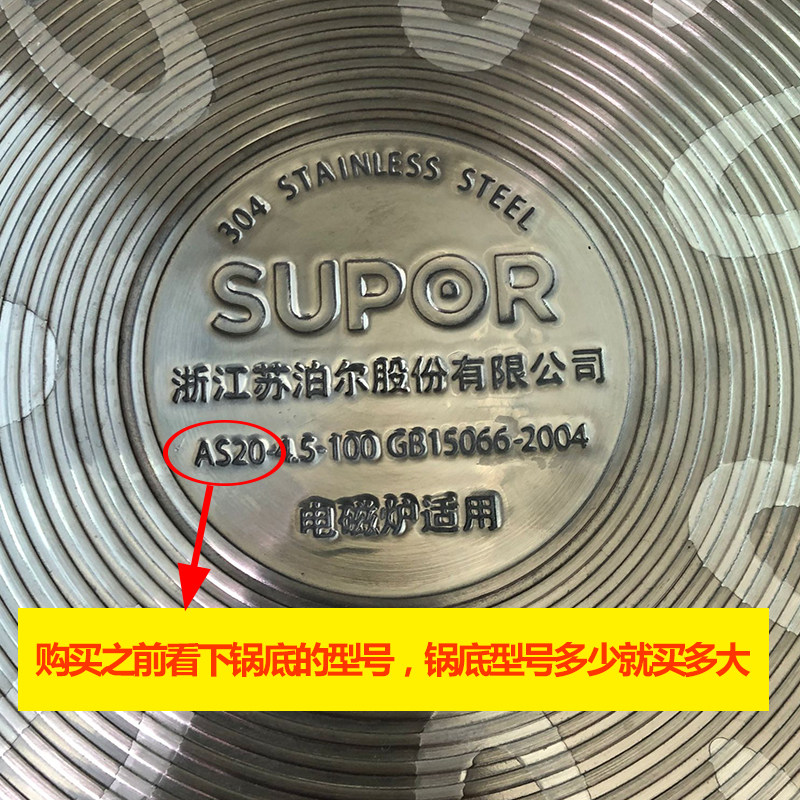 304 STAINLESS STEEL
SUPOR
浙江苏泊尔股份有限公司
AS20-4.5-100 GB15066-2004
电磁炉适用
购买之前看下锅底的型号，锅底型号多少就买多大